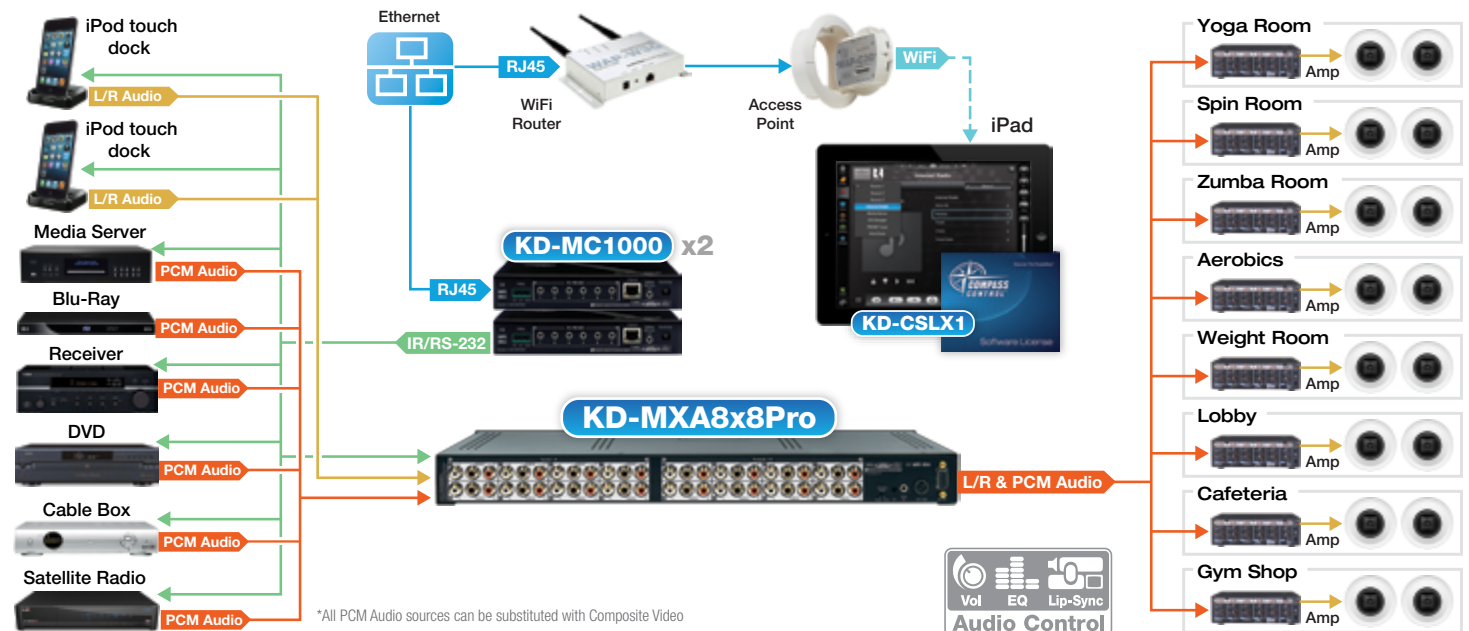 iPod touch
dock
L/R Audio
iPod touch
dock
L/R Audio
Media Server
PCM Audio
Blu-Ray
PCM Audio
Receiver
PCM Audio
DVD
PCM Audio
Cable Box
PCM Audio
Satellite Radio
PCM Audio
Ethernet
RJ45
WiFi
Router
Access
Point
WiFi
iPad
KD-MC1000 x2
RJ45
IR/RS-232
COMPASS
CONTROL
KD-CSLX1
Software License
KD-MXA8x8Pro
L/R & PCM Audio
Vol EQ Lip-Sync
Audio Control
*All PCM Audio sources can be substituted with Composite Video
Yoga Room
Amp
Spin Room
Amp
Zumba Room
Amp
Aerobics
Amp
Weight Room
Amp
Lobby
Amp
Cafeteria
Amp
Gym Shop
Amp